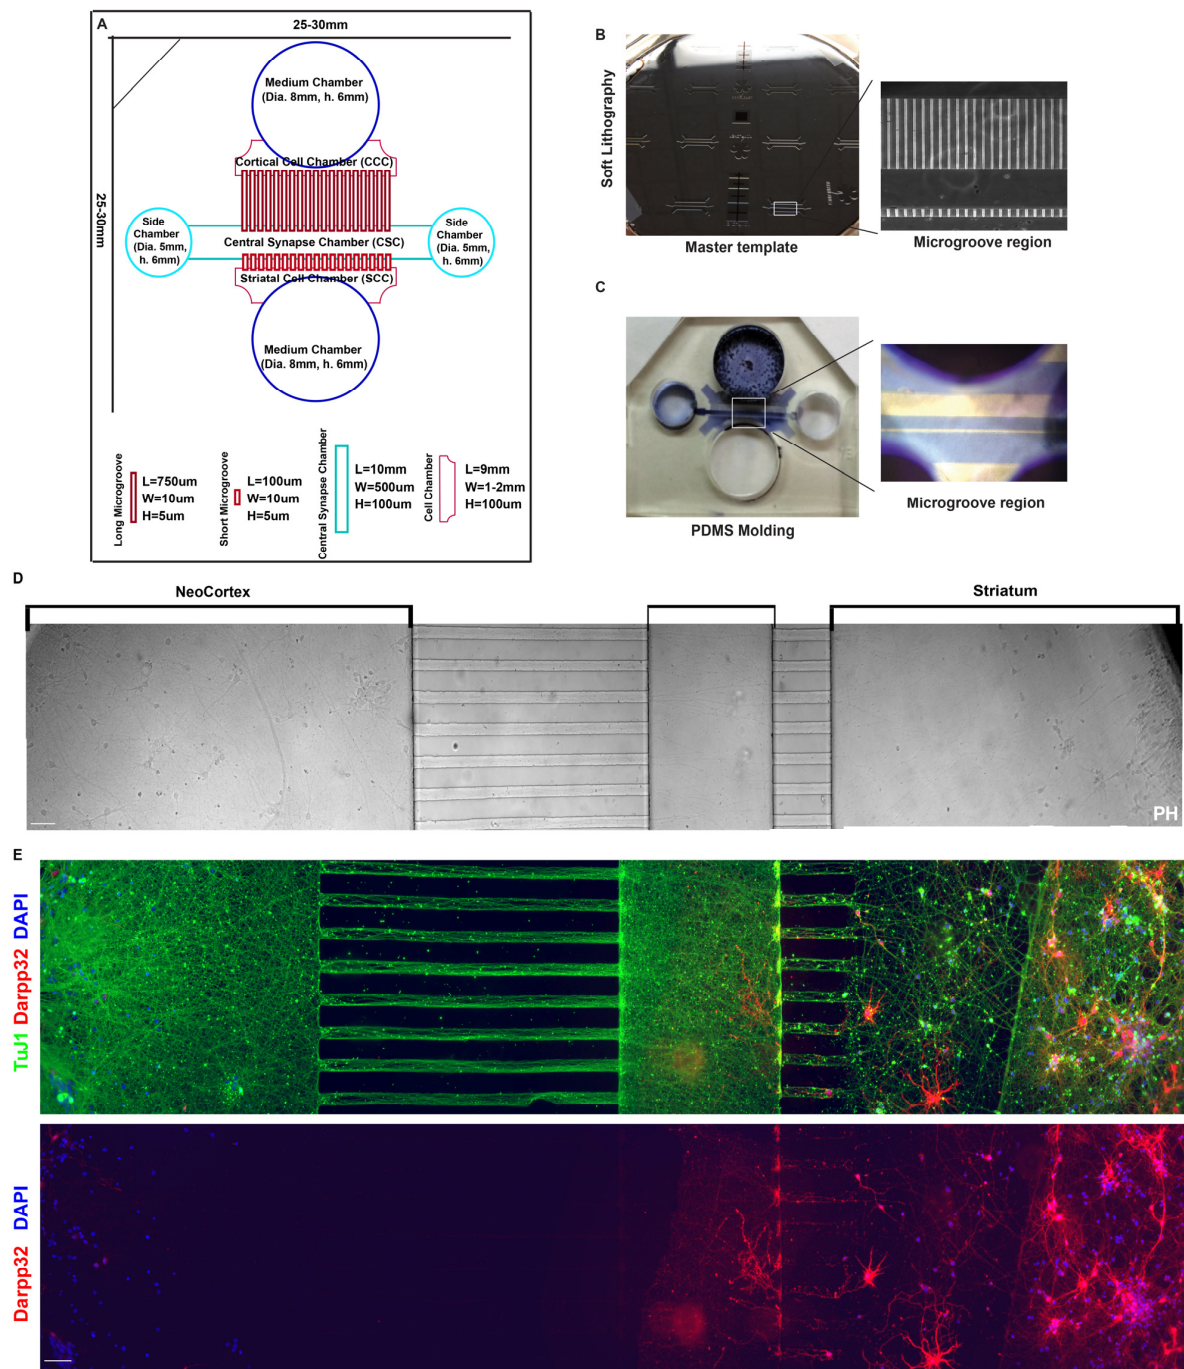 A
25-30mm
25-30mm
Medium Chamber
(Dia. 8mm, h. 6mm)
Cortical Cell Chamber (CCC)
Side
Chamber
(Dia. 5mm,
h. 6mm)
Central Synapse Chamber (CSC)
Side
Chamber
(Dia. 5mm,
h. 6mm)
Striatal Cell Chamber (SCC)
Medium Chamber
(Dia. 8mm, h. 6mm)
Long Microgroove
L=750um
W=10um
H=5um
Short Microgroove
L=100um
W=10um
H=5um
Central Synapse Chamber
L=10mm
W=500um
H=100um
Cell Chamber
L=9mm
W=1-2mm
H=100um
B
Soft Lithography
Master template
Microgroove region
C
PDMS Molding
Microgroove region
D
NeoCortex
Striatum
PH
E
TuJ1 Darpp32 DAPI
Darpp32 DAPI